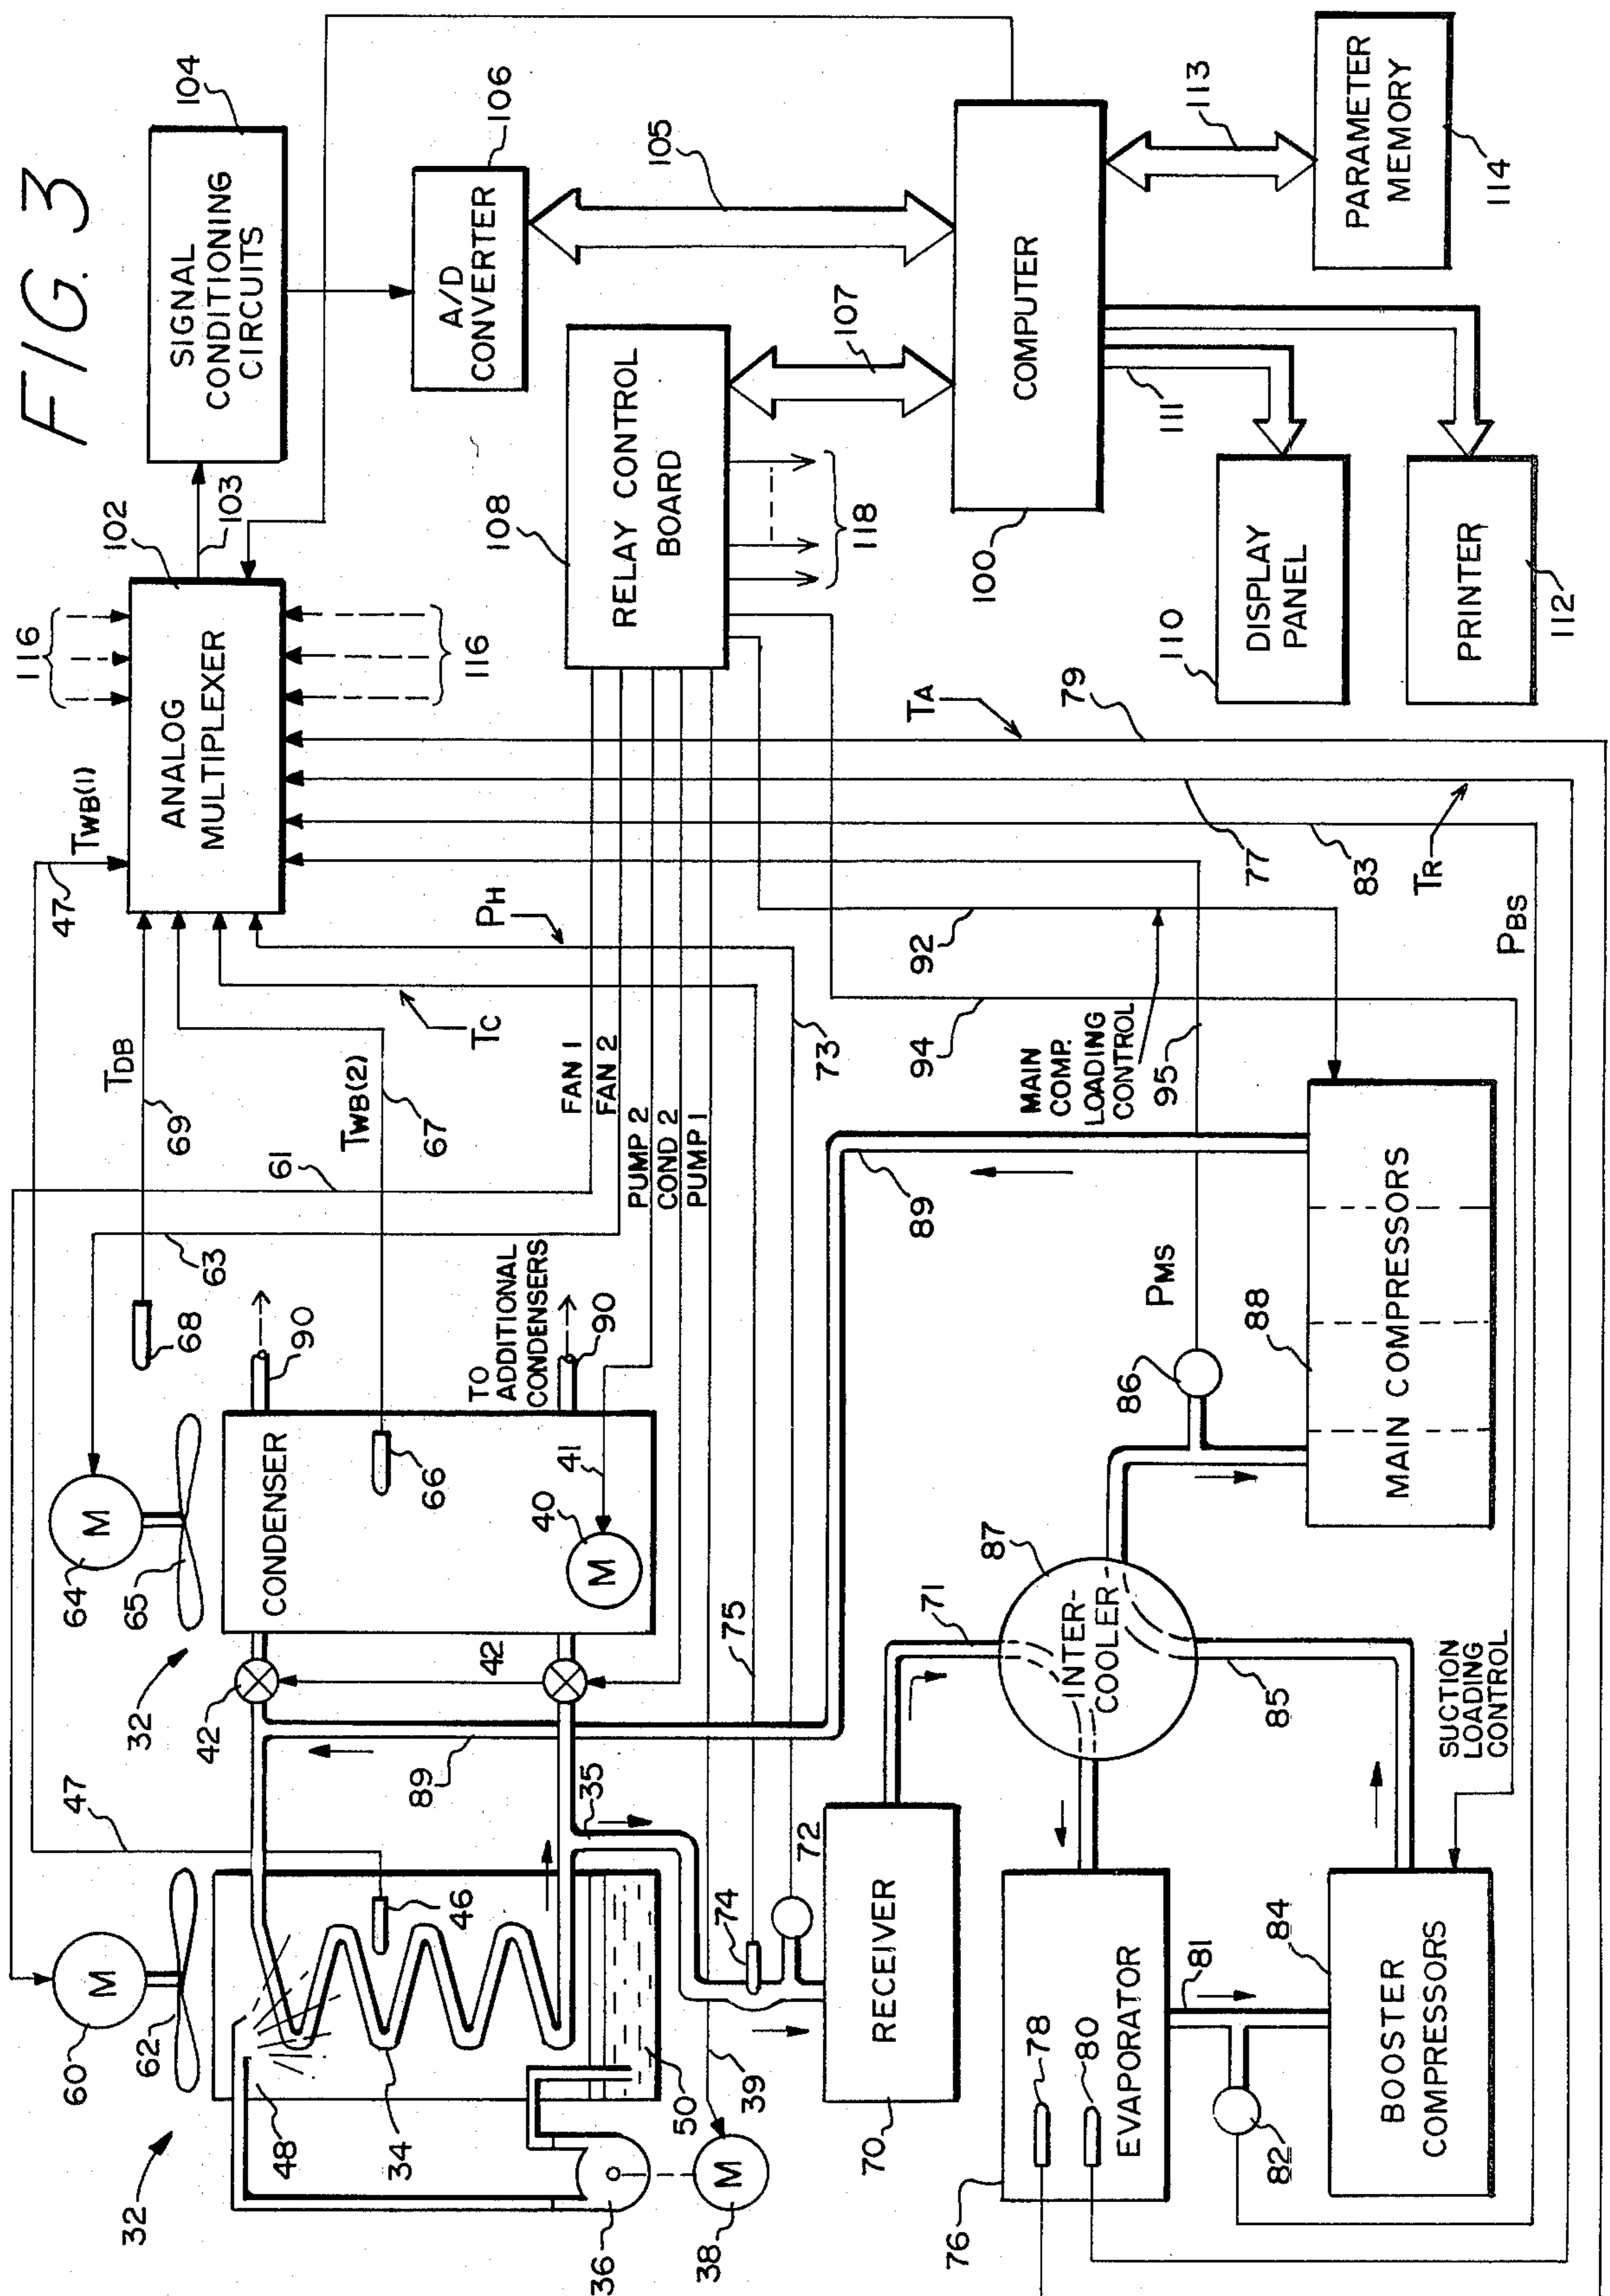 FIG. 3
116
TWB(1)
47
ANALOG
MULTIPLEXER
102
103
116
SIGNAL
CONDITIONING
CIRCUITS
104
A/D
CONVERTER
106
105
RELAY CONTROL
BOARD
108
107
118
COMPUTER
100
113
PARAMETER
MEMORY
114
111
DISPLAY
PANEL
110
PRINTER
112
TDB
69
68
TWB(2)
67
61
63
TC
PH
73
FAN 1
FAN 2
PUMP 2
COND 2
PUMP 1
TA
79
77
TR
83
PBS
92
94
95
MAIN
COMP.
LOADING
CONTROL
PMS
M
60
62
M
64
65
32
32
47
46
48
34
50
36
M
38
39
CONDENSER
66
M
40
41
42
42
90
TO
ADDITIONAL
CONDENSERS
90
89
89
35
75
74
72
RECEIVER
70
71
INTER-
COOLER
87
85
86
MAIN COMPRESSORS
88
EVAPORATOR
76
78
80
81
82
BOOSTER
COMPRESSORS
84
SUCTION
LOADING
CONTROL